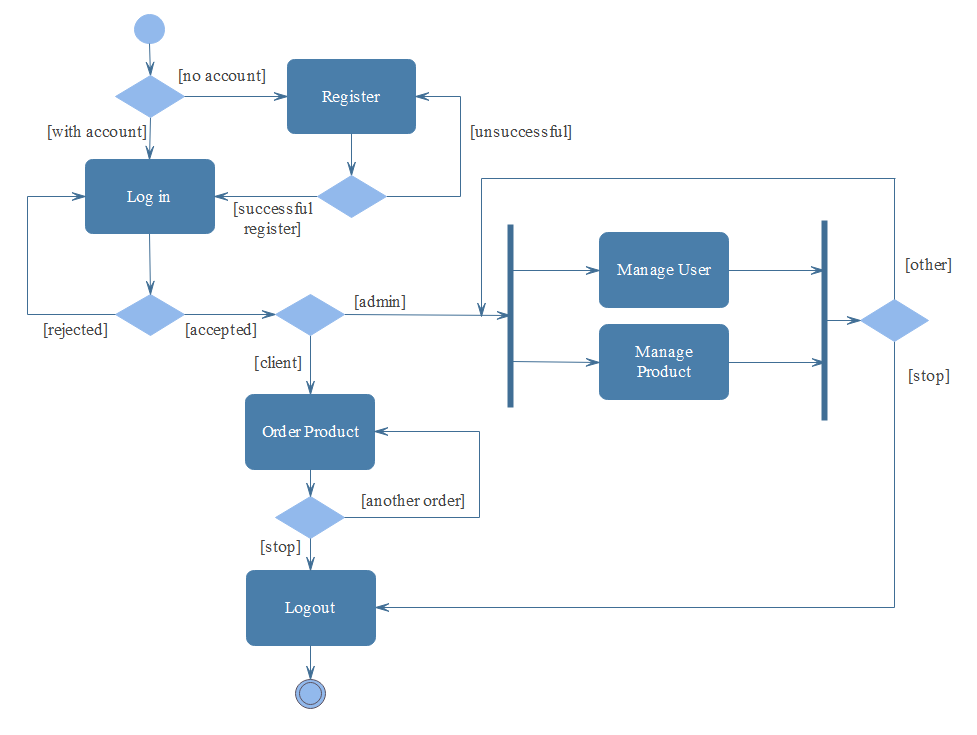 [no account]
Register
[with account]
[unsuccessful]
Log in
[successful
register]
Manage User
[other]
[admin]
[rejected]
[accepted]
Manage
Product
[client]
[stop]
Order Product
[another order]
[stop]
Logout